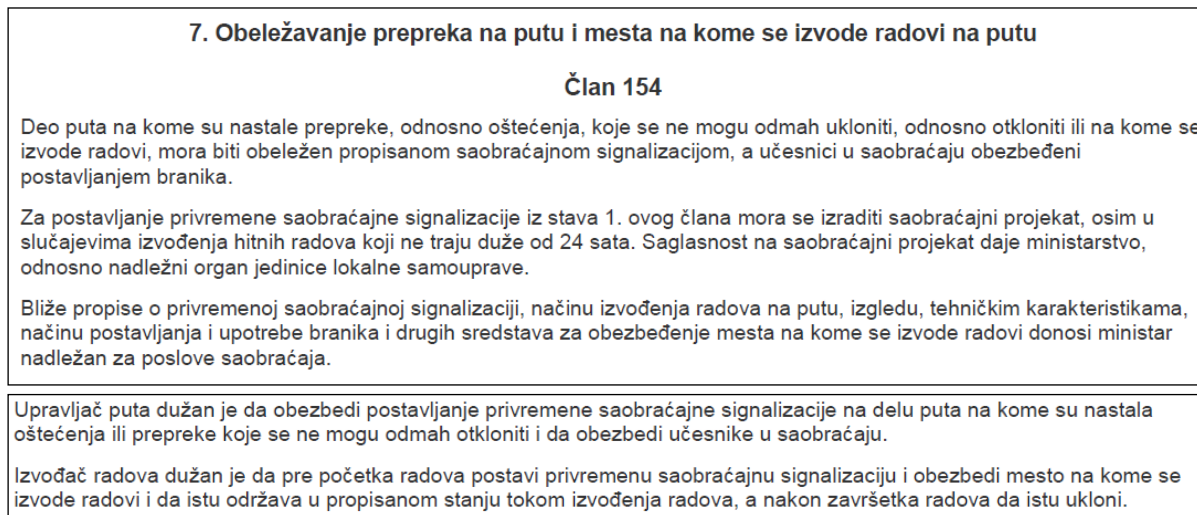 7. Obeležavanje prepreka na putu i mesta na kome se izvode radovi na putu
Član 154
Deo puta na kome su nastale prepreke, odnosno oštećenja, koje se ne mogu odmah ukloniti, odnosno otkloniti ili na kome se
izvode radovi, mora biti obeležen propisanom saobraćajnom signalizacijom, a učesnici u saobraćaju obezbeđeni
postavljanjem branika.
Za postavljanje privremene saobraćajne signalizacije iz stava 1. ovog člana mora se izraditi saobraćajni projekat, osim u
slučajevima izvođenja hitnih radova koji ne traju duže od 24 sata. Saglasnost na saobraćajni projekat daje ministarstvo,
odnosno nadležni organ jedinice lokalne samouprave.
Bliže propise o privremenoj saobraćajnoj signalizaciji, načinu izvođenja radova na putu, izgledu, tehničkim karakteristikama,
načinu postavljanja i upotrebe branika i drugih sredstava za obezbeđenje mesta na kome se izvode radovi donosi ministar
nadležan za poslove saobraćaja.
Upravljač puta dužan je da obezbedi postavljanje privremene saobraćajne signalizacije na delu puta na kome su nastala
oštećenja ili prepreke koje se ne mogu odmah otkloniti i da obezbedi učesnike u saobraćaju.
Izvođač radova dužan je da pre početka radova postavi privremenu saobraćajnu signalizaciju i obezbedi mesto na kome se
izvode radovi i da istu održava u propisanom stanju tokom izvođenja radova, a nakon završetka radova da istu ukloni.